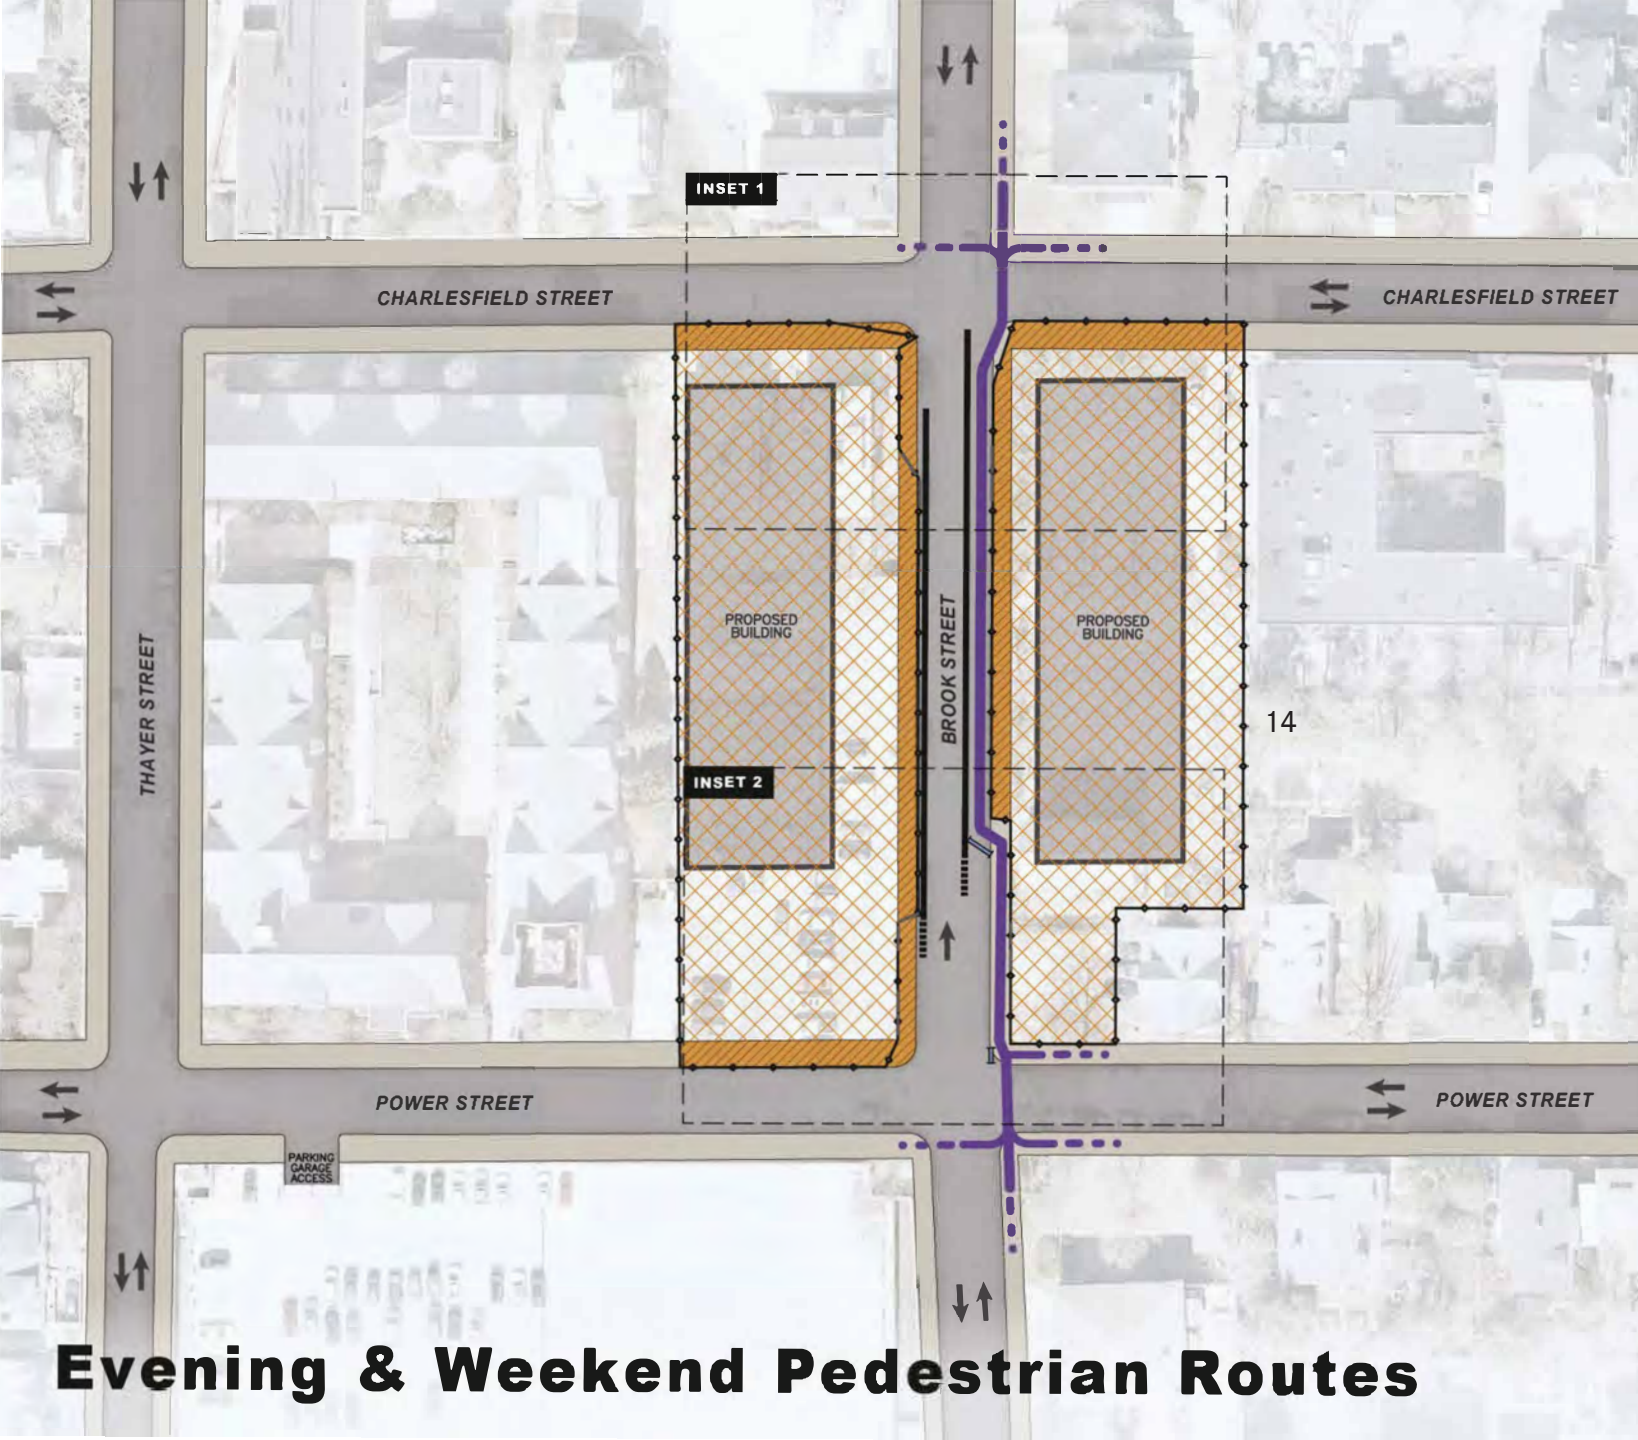 INSET 1
CHARLESFIELD STREET
CHARLESFIELD STREET
PROPOSED
BUILDING
PROPOSED
BUILDING
BROOK STREET
THAYER STREET
14
INSET 2
POWER STREET
POWER STREET
PARKING
GARAGE
ACCESS
Evening & Weekend Pedestrian Routes